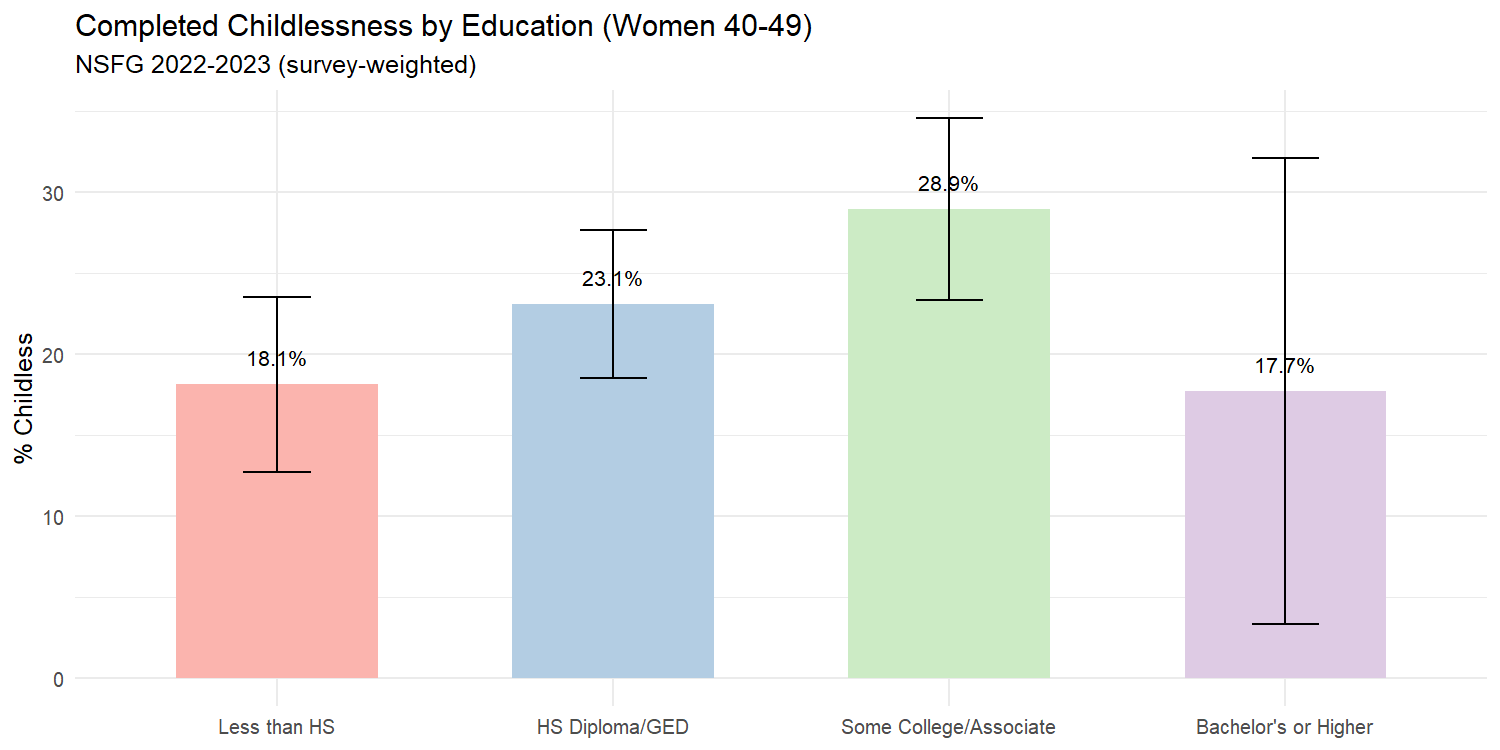 Completed Childlessness by Education (Women 40-49)
NSFG 2022-2023 (survey-weighted)
% Childless
30
20
10
0
18.1%
23.1%
28.9%
17.7%
Less than HS
HS Diploma/GED
Some College/Associate
Bachelor's or Higher